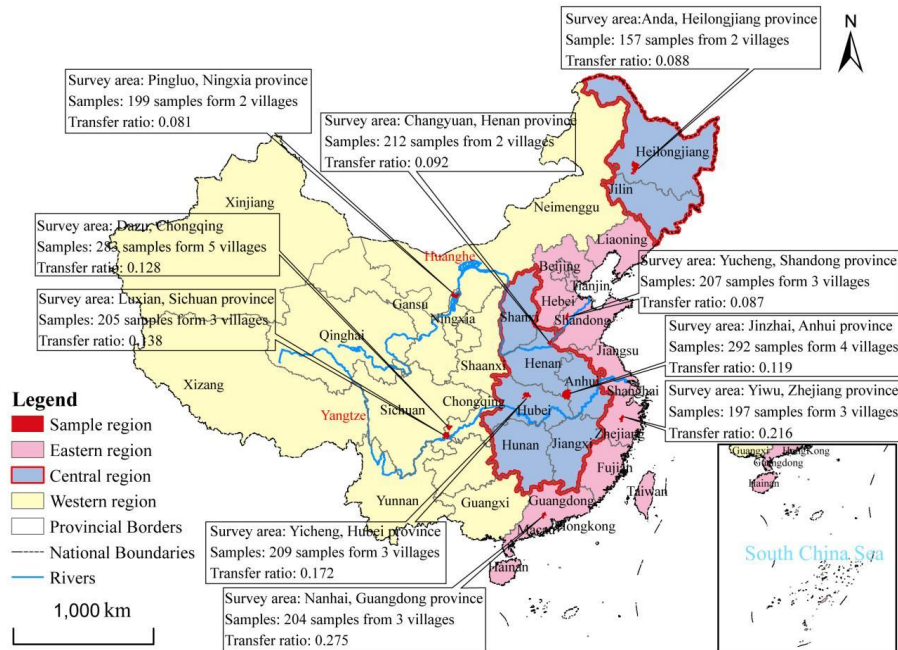 Survey area:Anda, Heilongjiang province
Sample: 157 samples from 2 villages
Transfer ratio: 0.088
N
Survey area: Pingluo, Ningxia province
Samples: 199 samples form 2 villages
Transfer ratio: 0.081
Survey area: Changyuan, Henan province
Samples: 212 samples from 2 villages
Transfer ratio: 0.092
Survey area: Dazu, Chongqing
Samples: 283 samples form 5 villages
Transfer ratio: 0.128
Survey area: Luxian, Sichuan province
Samples: 205 samples form 3 villages
Transfer ratio: 0.138
Survey area: Yucheng, Shandong province
Samples: 207 samples form 3 villages
Transfer ratio: 0.087
Survey area: Jinzhai, Anhui province
Samples: 292 samples form 4 villages
Transfer ratio: 0.119
Survey area: Yiwu, Zhejiang province
Samples: 197 samples form 3 villages
Transfer ratio: 0.216
Survey area: Yicheng, Hubei province
Samples: 209 samples form 3 villages
Transfer ratio: 0.172
Survey area: Nanhai, Guangdong province
Samples: 204 samples from 3 villages
Transfer ratio: 0.275
Heilongjiang
Jilin
Liaoning
Neimenggu
Xinjiang
Huanghe
Beijing
Tianjin
Hebei
Gansu
Ningxia
Shanxi
Shandong
Qinghai
Shaanxi
Henan
Jiangsu
Xizang
Anhui
Shanghai
Yangtze
Sichuan
Chongqing
Hubei
Zhejiang
Hunan
Jiangxi
Fujian
Yunnan
Guangxi
Guangdong
Taiwan
Macau
Hongkong
Hainan
Guangxi
HungKong
Guangdong
Hainan
South China Sea
Legend
Sample region
Eastern region
Central region
Western region
Provincial Borders
National Boundaries
Rivers
1,000 km